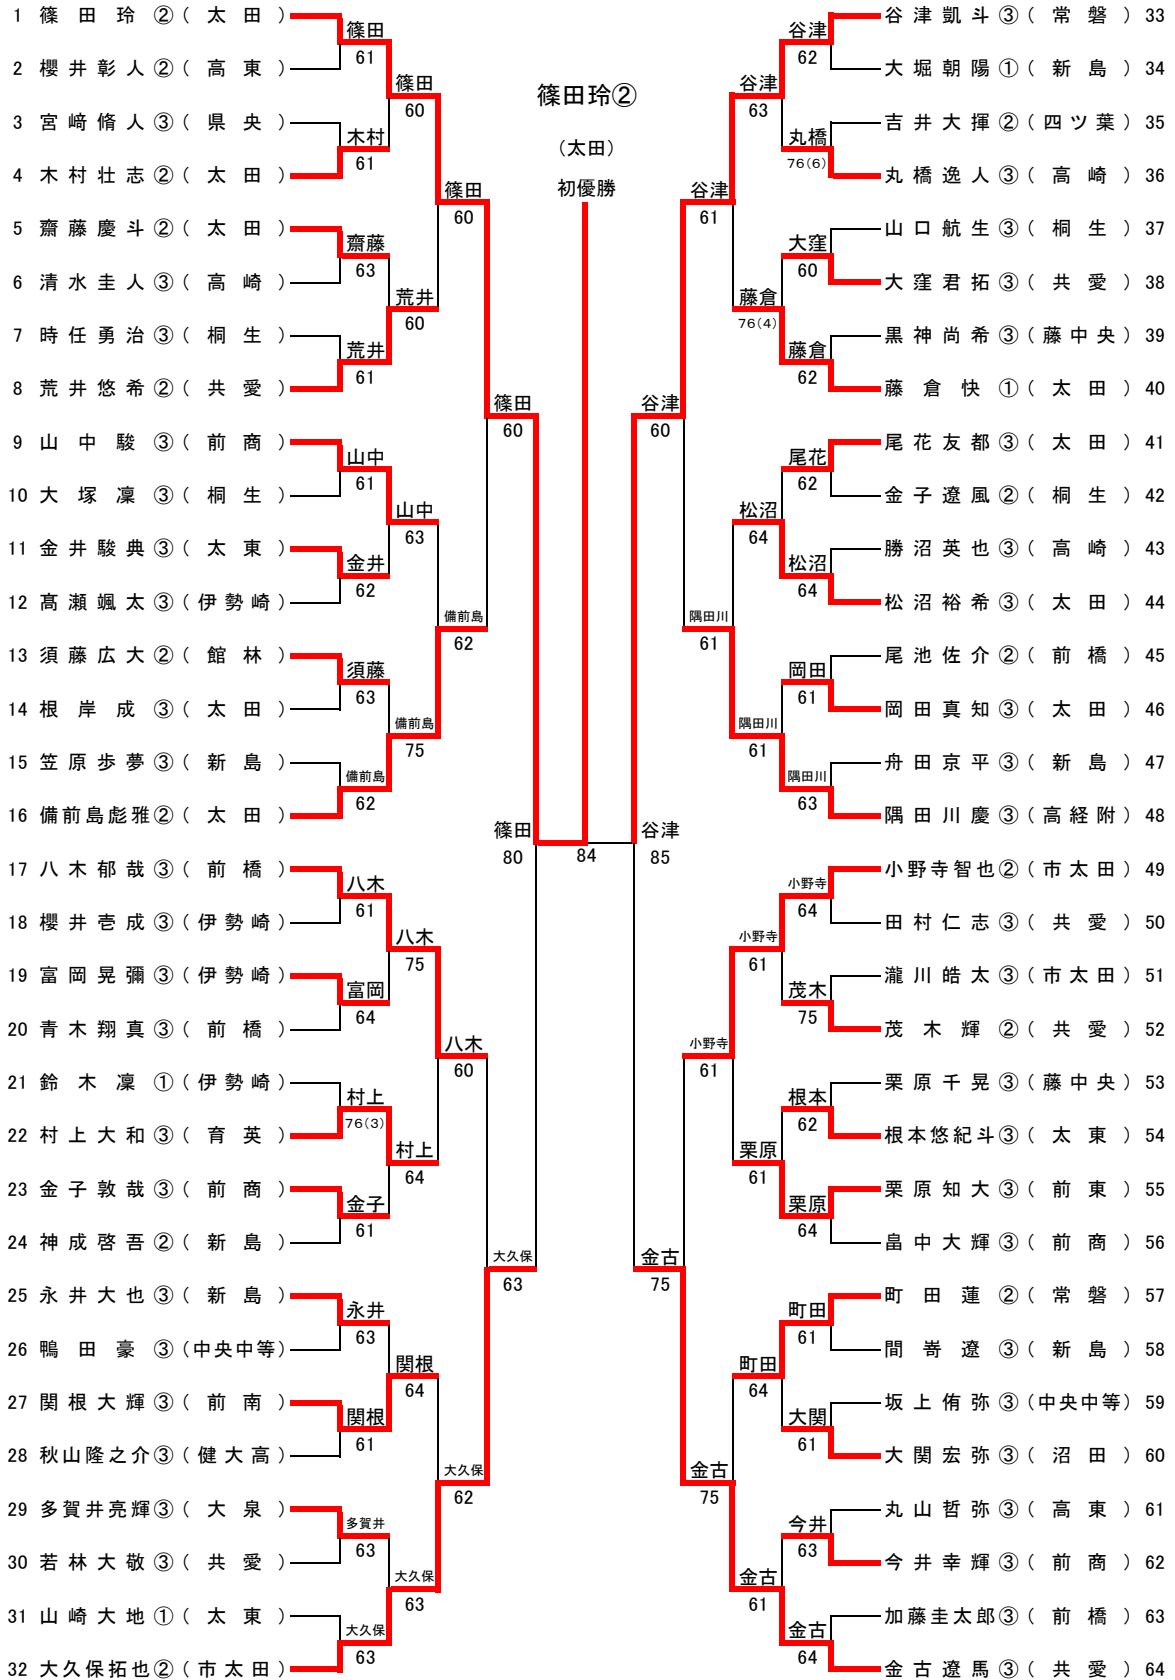 1 篠田玲②(太田)
2 櫻井彰人②(高東)
3 宮﨑脩人③(県央)
4 木村壮志②(太田)
5 齋藤慶斗②(太田)
6 清水圭人③(高崎)
7 時任勇治③(桐生)
8 荒井悠希②(共愛)
9 山中駿③(前商)
10 大塚凜③(桐生)
11 金井駿典③(太東)
12 髙瀬颯太③(伊勢崎)
13 須藤広大②(館林)
14 根岸成③(太田)
15 笠原歩夢③(新島)
16 備前島彪雅②(太田)
17 八木郁哉③(前橋)
18 櫻井壱成③(伊勢崎)
19 富岡晃彌③(伊勢崎)
20 青木翔真③(前橋)
21 鈴木凜①(伊勢崎)
22 村上大和③(育英)
23 金子敦哉③(前商)
24 神成啓吾②(新島)
25 永井大也③(新島)
26 鴨田豪③(中央中等)
27 関根大輝③(前南)
28 秋山隆之介③(健大高)
29 多賀井亮輝③(大泉)
30 若林大敬③(共愛)
31 山崎大地①(太東)
32 大久保拓也②(市太田)
篠田
61
木村
61
齋藤
63
荒井
61
山中
61
金井
62
須藤
63
備前島
62
八木
61
富岡
64
村上
76(3)
金子
61
永井
63
関根
61
多賀井
63
大久保
63
篠田
60
荒井
60
山中
63
備前島
75
八木
75
村上
64
関根
64
大久保
63
篠田
60
備前島
62
八木
60
大久保
62
篠田
60
大久保
63
篠田
80
篠田玲②
(太田)
初優勝
84
谷津
85
谷津
60
金古
75
谷津
61
隅田川
61
小野寺
61
金古
75
谷津
63
藤倉
76(4)
松沼
64
隅田川
61
小野寺
61
栗原
61
町田
64
金古
61
谷津
62
丸橋
76(6)
大窪
60
藤倉
62
尾花
62
松沼
64
岡田
61
隅田川
63
小野寺
64
茂木
75
根本
62
栗原
64
町田
61
大関
61
今井
63
金古
64
谷津凱斗③(常磐) 33
大堀朝陽①(新島) 34
吉井大揮②(四ツ葉) 35
丸橋逸人③(高崎) 36
山口航生③(桐生) 37
大窪君拓③(共愛) 38
黒神尚希③(藤中央) 39
藤倉快①(太田) 40
尾花友都③(太田) 41
金子遼風②(桐生) 42
勝沼英也③(高崎) 43
松沼裕希③(太田) 44
尾池佐介②(前橋) 45
岡田真知③(太田) 46
舟田京平③(新島) 47
隅田川慶③(高経附) 48
小野寺智也②(市太田) 49
田村仁志③(共愛) 50
瀧川皓太③(市太田) 51
茂木輝②(共愛) 52
栗原千晃③(藤中央) 53
根本悠紀斗③(太東) 54
栗原知大③(前東) 55
畠中大輝③(前商) 56
町田蓮②(常磐) 57
間嵜遼③(新島) 58
坂上侑弥③(中央中等) 59
大関宏弥③(沼田) 60
丸山哲弥③(高東) 61
今井幸輝③(前商) 62
加藤圭太郎③(前橋) 63
金古遼馬③(共愛) 64